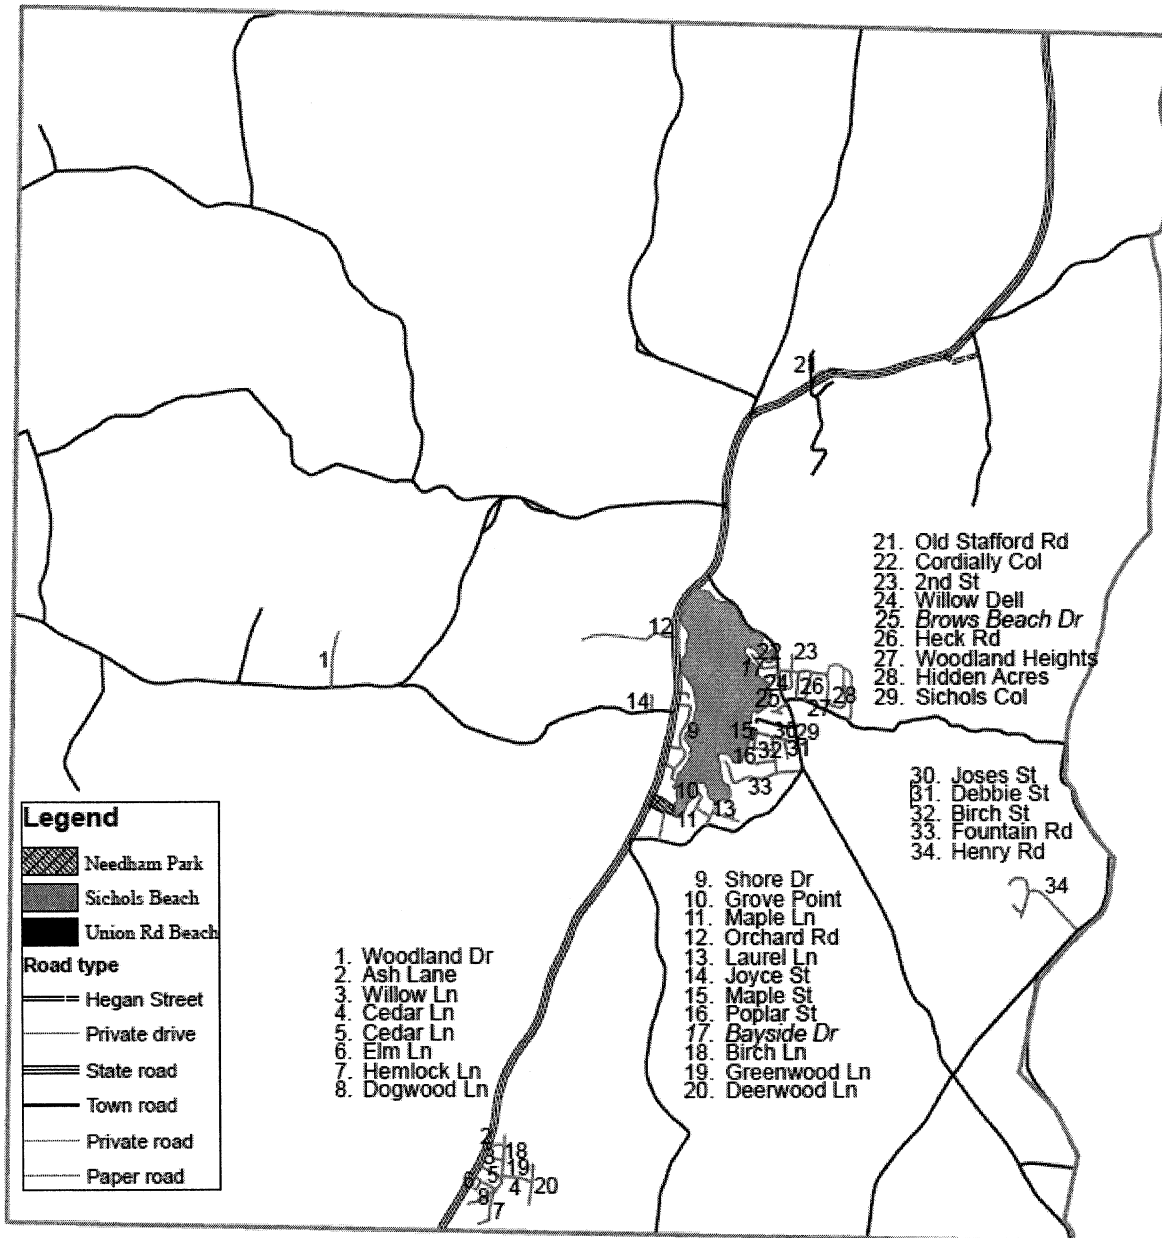 21
21. Old Stafford Rd
22. Cordially Col
23. 2nd St
24. Willow Dell
25. Brows Beach Dr
26. Heck Rd
27. Woodland Heights
28. Hidden Acres
29. Sichols Col
12
22 23
17
1
24 26
14 25 28
27
9 15 30 29
16 32 31
33
10
11 13
30. Joses St
31. Debbie St
32. Birch St
33. Fountain Rd
34. Henry Rd
34
Legend
Needham Park
Sichols Beach
Union Rd Beach
Road type
Hegan Street
Private drive
State road
Town road
Private road
Paper road
1. Woodland Dr
2. Ash Lane
3. Willow Ln
4. Cedar Ln
5. Cedar Ln
6. Elm Ln
7. Hemlock Ln
8. Dogwood Ln
9. Shore Dr
10. Grove Point
11. Maple Ln
12. Orchard Rd
13. Laurel Ln
14. Joyce St
15. Maple St
16. Poplar St
17. Bayside Dr
18. Birch Ln
19. Greenwood Ln
20. Deerwood Ln
2
3 18
19
6 5 4 20
8
7